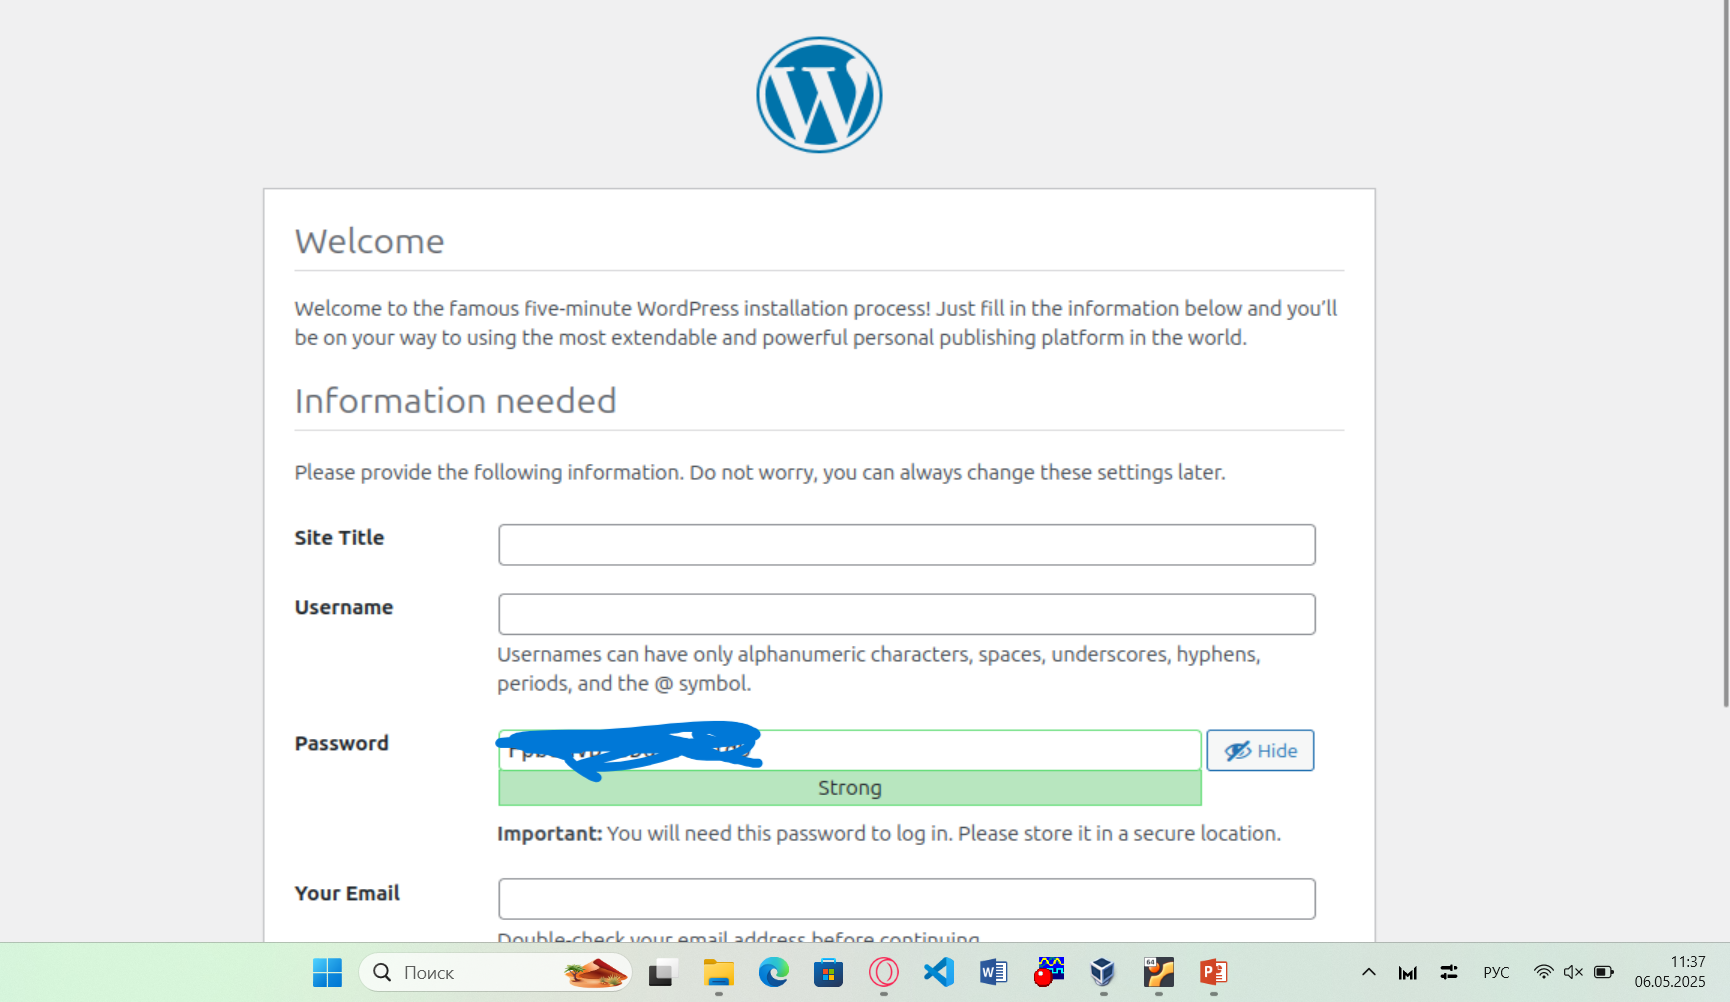 Welcome
Welcome to the famous five-minute WordPress installation process! Just fill in the information below and you’ll
be on your way to using the most extendable and powerful personal publishing platform in the world.
Information needed
Please provide the following information. Do not worry, you can always change these settings later.
Site Title
Username
Usernames can have only alphanumeric characters, spaces, underscores, hyphens,
periods, and the @ symbol.
Password
Hide
Strong
Important: You will need this password to log in. Please store it in a secure location.
Your Email
Double-check your email address before continuing.
Поиск
РУС
11:37
06.05.2025